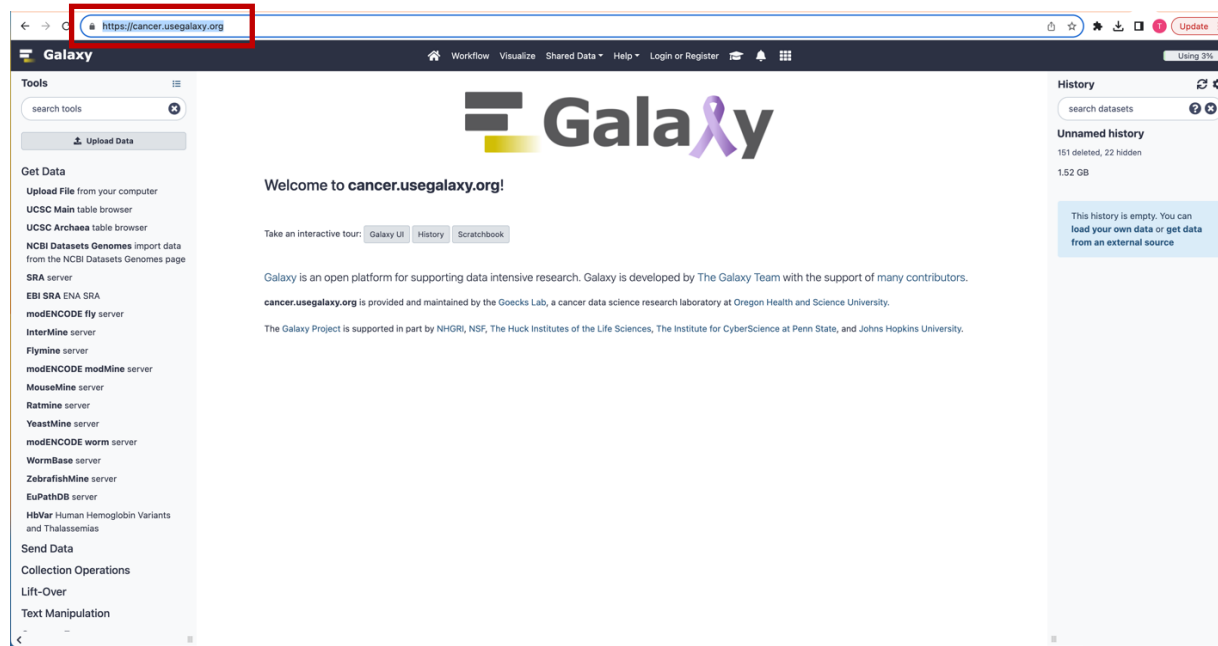 https://cancer.usegalaxy.org
T
Update
Galaxy
Workflow Visualize Shared Data Help Login or Register
Using 3%
Tools
search tools
Upload Data
Get Data
Upload File from your computer
UCSC Main table browser
UCSC Archaea table browser
NCBI Datasets Genomes import data
from the NCBI Datasets Genomes page
SRA server
EBI SRA ENA SRA
modENCODE fly server
InterMine server
Flymine server
modENCODE modMine server
MouseMine server
Ratmine server
YeastMine server
modENCODE worm server
WormBase server
ZebrafishMine server
EuPathDB server
HbVar Human Hemoglobin Variants
and Thalassemias
Send Data
Collection Operations
Lift-Over
Text Manipulation
Galaxy
Welcome to cancer.usegalaxy.org!
Take an interactive tour: Galaxy UI History Scratchbook
Galaxy is an open platform for supporting data intensive research. Galaxy is developed by The Galaxy Team with the support of many contributors.
cancer.usegalaxy.org is provided and maintained by the Goecks Lab, a cancer data science research laboratory at Oregon Health and Science University.
The Galaxy Project is supported in part by NHGRI, NSF, The Huck Institutes of the Life Sciences, The Institute for CyberScience at Penn State, and Johns Hopkins University.
History
search datasets
Unnamed history
151 deleted, 22 hidden
1.52 GB
This history is empty. You can
load your own data or get data
from an external source